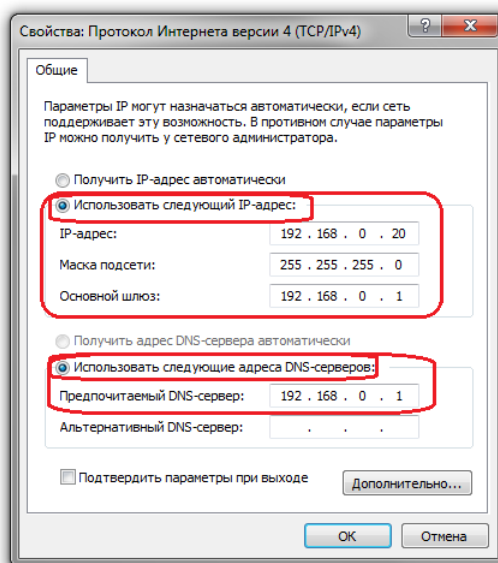 Свойства: Протокол Интернета версии 4 (TCP/IPv4)
Общие
Параметры IP могут назначаться автоматически, если сеть
поддерживает эту возможность. В противном случае параметры
IP можно получить у сетевого администратора.
Получить IP-адрес автоматически
Использовать следующий IP-адрес:
IP-адрес: 192 . 168 . 0 . 20
Маска подсети: 255 . 255 . 255 . 0
Основной шлюз: 192 . 168 . 0 . 1
Получить адрес DNS-сервера автоматически
Использовать следующие адреса DNS-серверов:
Предпочитаемый DNS-сервер: 192 . 168 . 0 . 1
Альтернативный DNS-сервер: . . .
Подтвердить параметры при выходе
Дополнительно...
OK Отмена